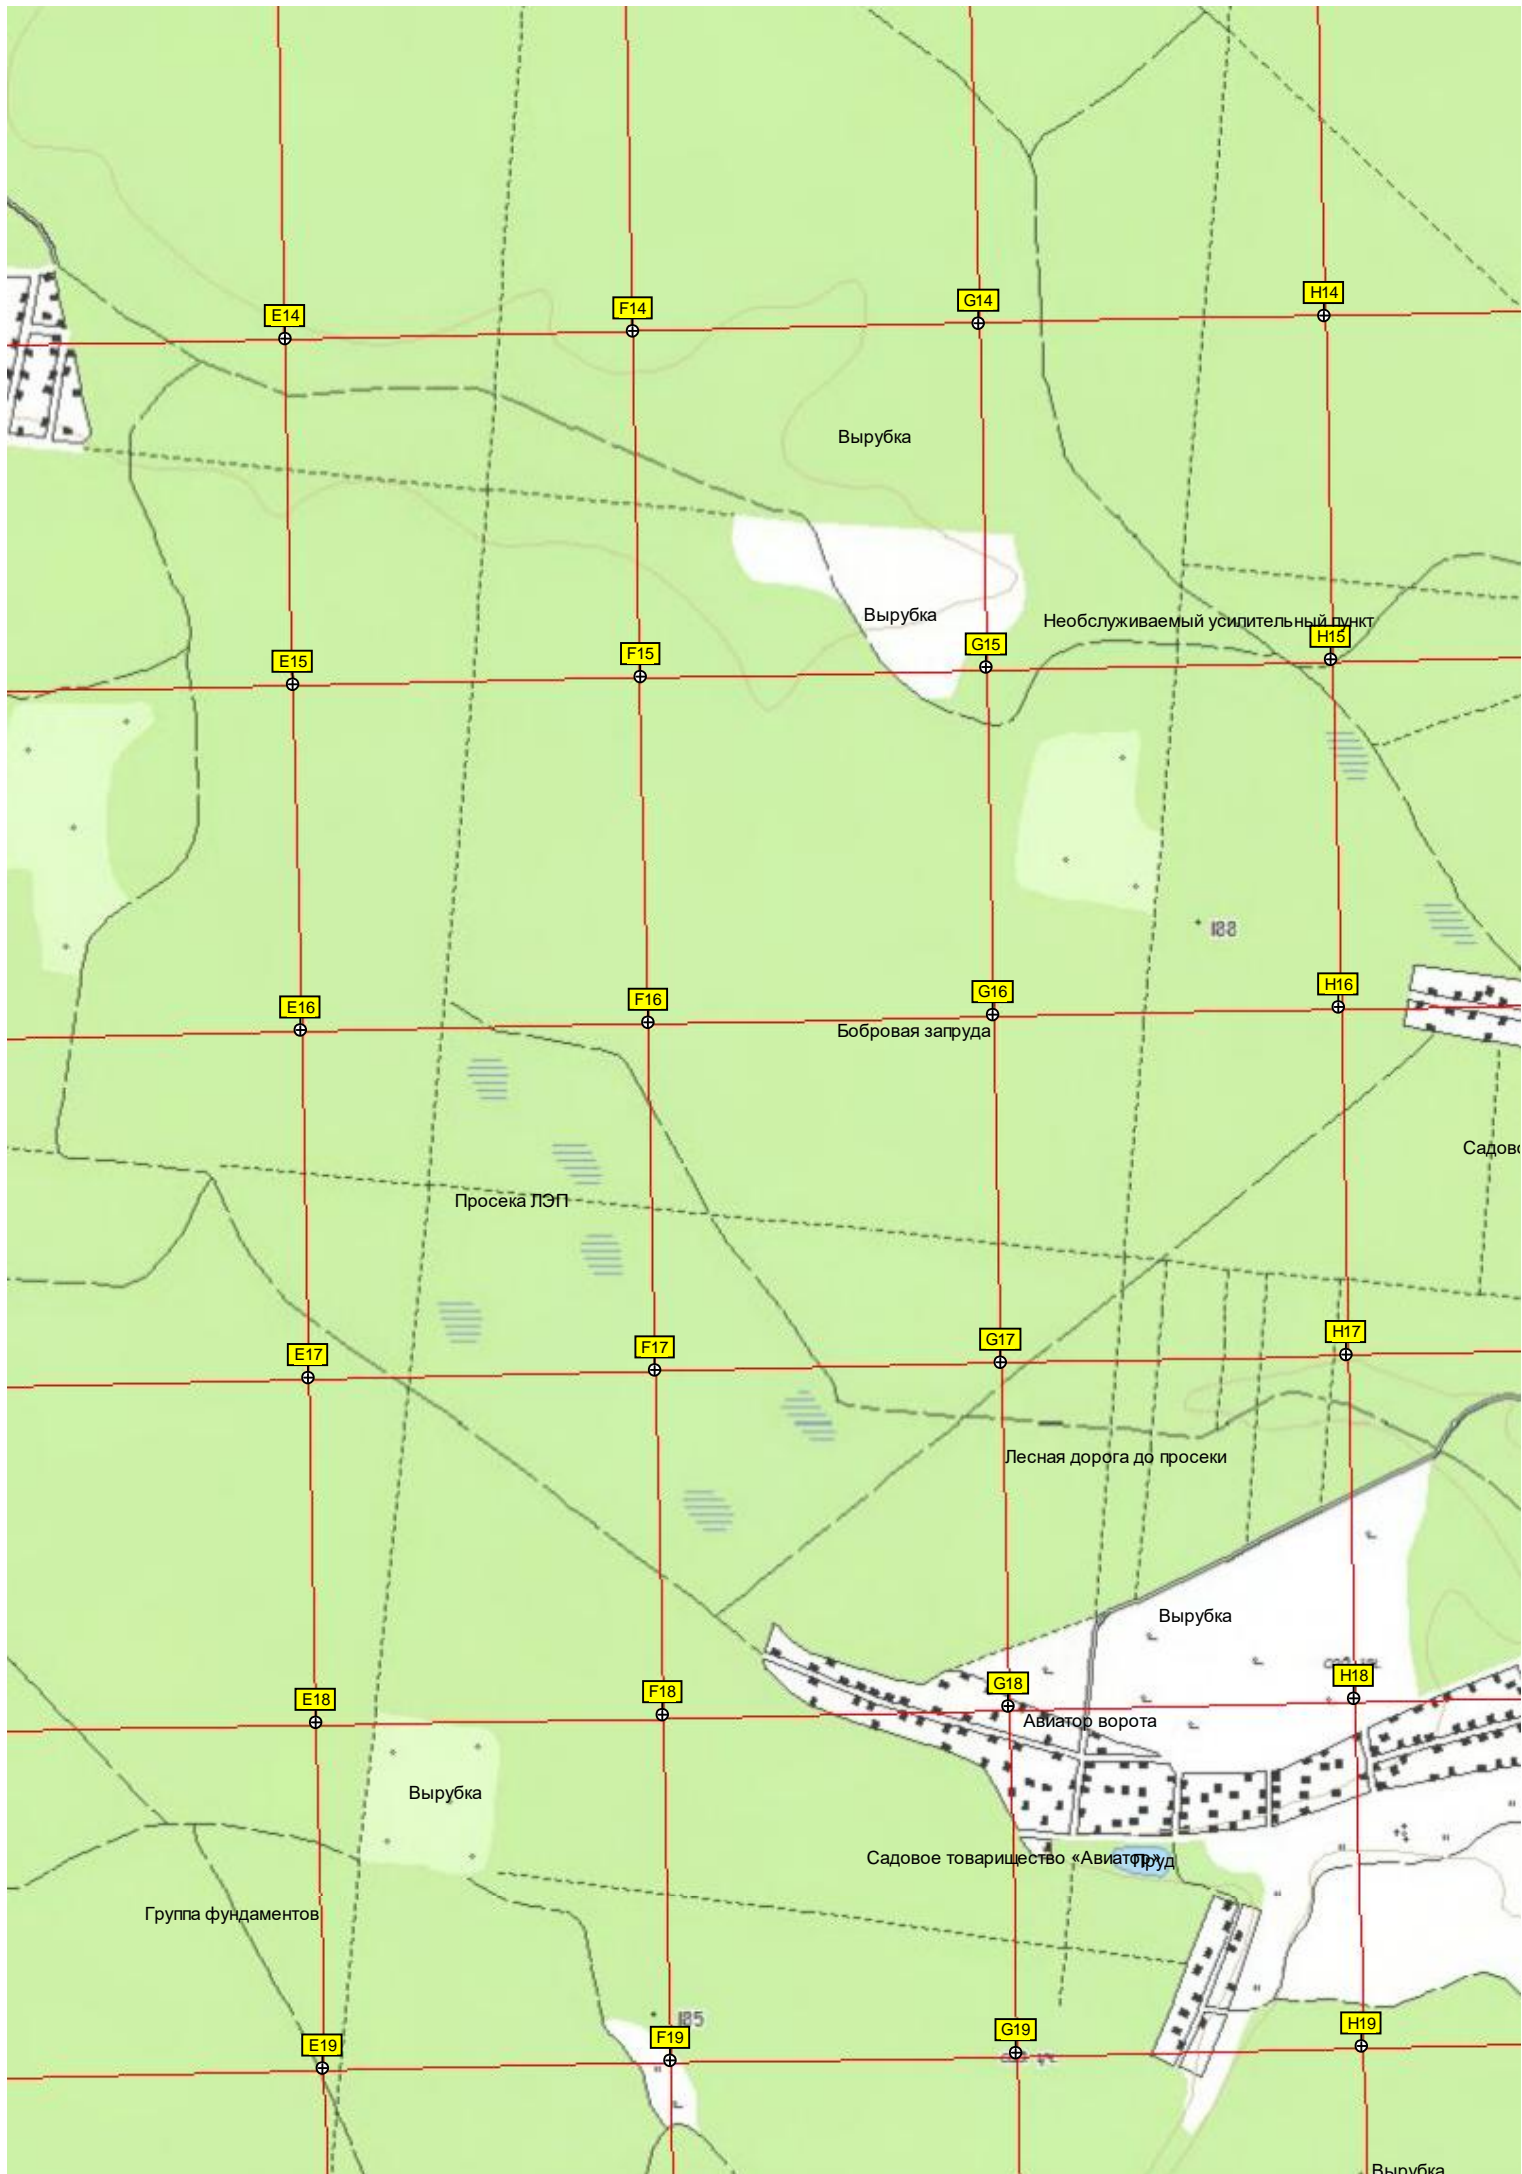 H14
G14
F14
E14
Вырубка
Вырубка
Необслуживаемый усилительный пункт
H15
G15
F15
E15
188
H16
G16
F16
E16
Бобровая запруда
Садово
Просека ЛЭП
H17
G17
F17
E17
Лесная дорога до просеки
Вырубка
H18
G18
F18
E18
Авиатор ворота
Вырубка
Садовое товарищество «Авиатор»
Пруд
Группа фундаментов
185
H19
G19
F19
E19
Вырубка